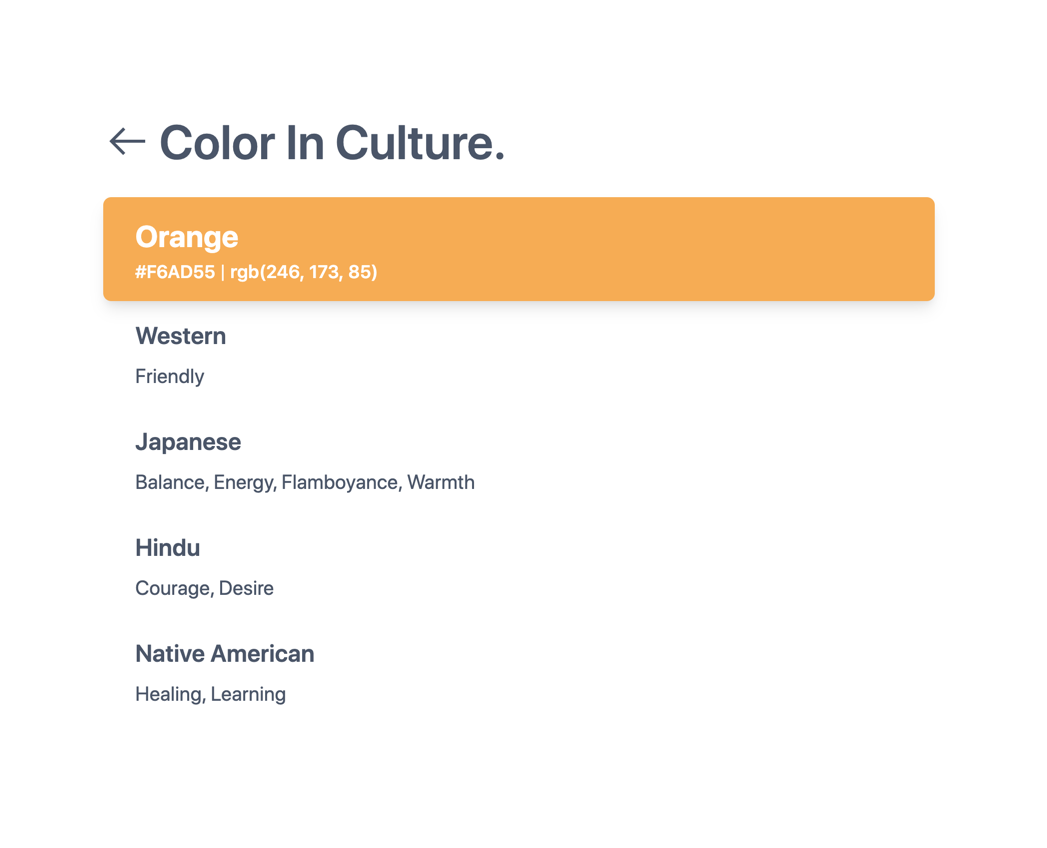 Color In Culture.
Orange
#F6AD55 | rgb(246, 173, 85)
Western
Friendly
Japanese
Balance, Energy, Flamboyance, Warmth
Hindu
Courage, Desire
Native American
Healing, Learning